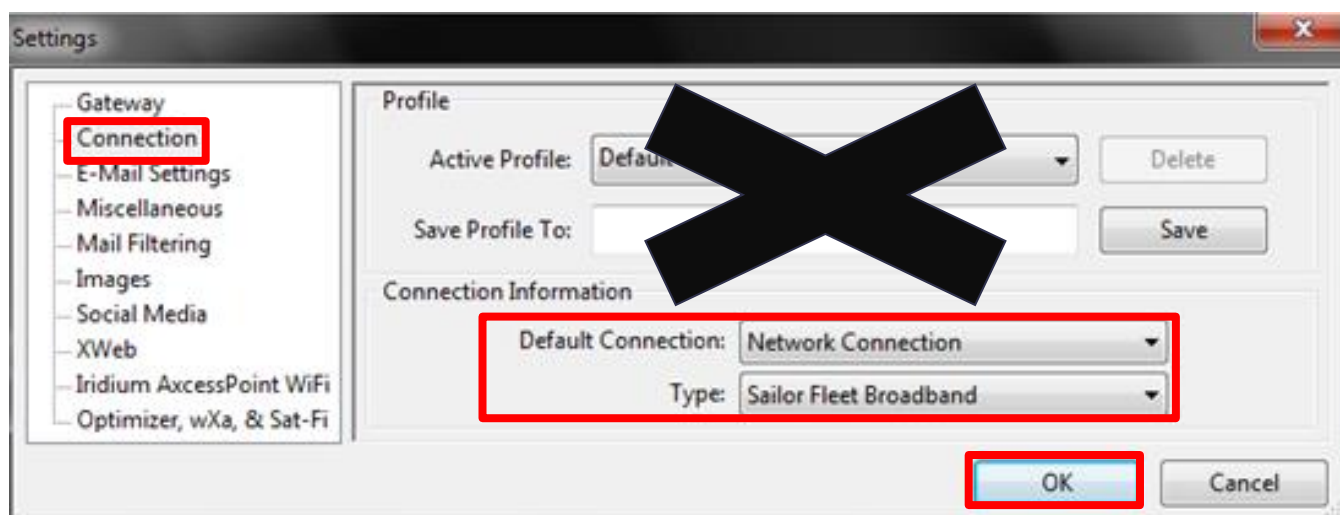 Settings
Gateway
Connection
E-Mail Settings
Miscellaneous
Mail Filtering
Images
Social Media
XWeb
Iridium AxcessPoint WiFi
Optimizer, wXa, & Sat-Fi
Profile
Active Profile:
Delete
Save Profile To: Save
Connection Information
Default Connection: Network Connection
Type: Sailor Fleet Broadband
OK Cancel